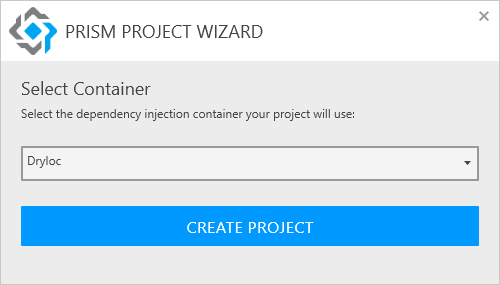 PRISM PROJECT WIZARD
Select Container
Select the dependency injection container your project will use:
Dryloc
CREATE PROJECT